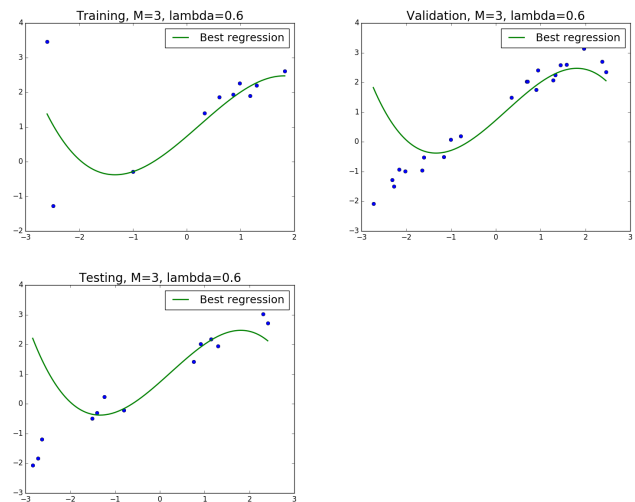 Training, M=3, lambda=0.6
Best regression
4
3
2
1
0
−1
−2
−3 −2 −1 0 1 2
Validation, M=3, lambda=0.6
Best regression
4
3
2
1
0
−1
−2
−3
−3 −2 −1 0 1 2 3
Testing, M=3, lambda=0.6
Best regression
4
3
2
1
0
−1
−2
−3
−3 −2 −1 0 1 2 3